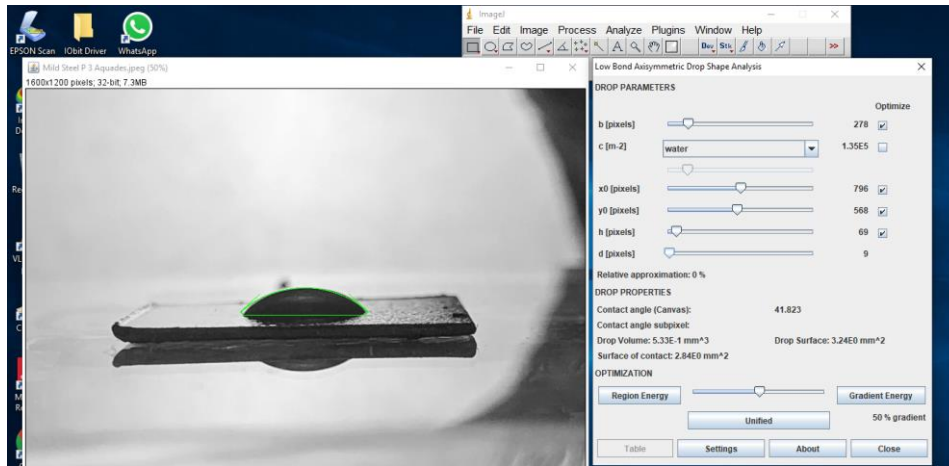 EPSON Scan IObit Driver WhatsApp
ImageJ
File Edit Image Process Analyze Plugins Window Help
A Dev Stk >>
Mild Steel P 3 Aquades.jpeg (50%)
1600x1200 pixels; 32-bit; 7.3MB
Low Bond Axisymmetric Drop Shape Analysis
DROP PARAMETERS
Optimize
b [pixels] 278
c [m-2] water 1.35E5
x0 [pixels] 796
y0 [pixels] 568
h [pixels] 69
d [pixels] 9
Relative approximation: 0 %
DROP PROPERTIES
Contact angle (Canvas): 41.823
Contact angle subpixel:
Drop Volume: 5.33E-1 mm^3 Drop Surface: 3.24E0 mm^2
Surface of contact: 2.84E0 mm^2
OPTIMIZATION
Region Energy Gradient Energy
Unified 50 % gradient
Table Settings About Close